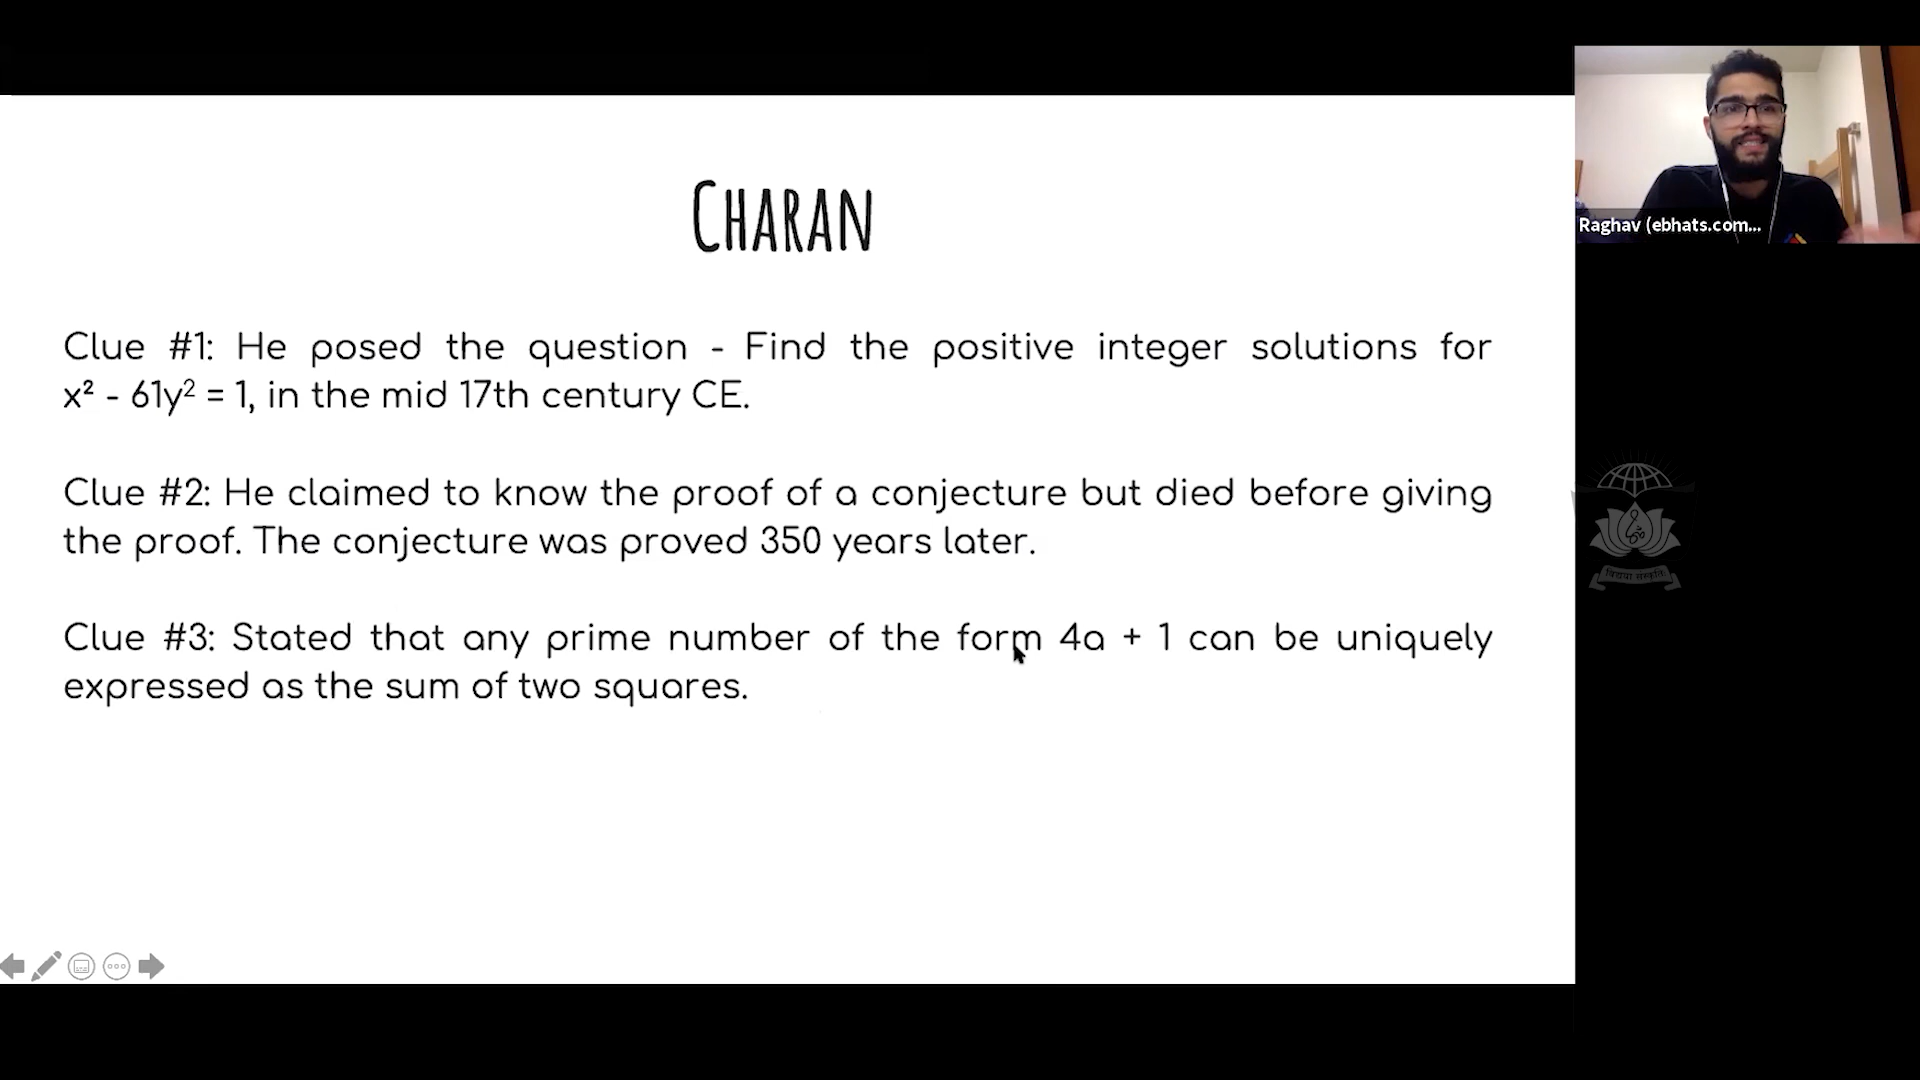 Raghav (ebhats.com...
CHARAN
Clue #1: He posed the question - Find the positive integer solutions for
x² - 61y² = 1, in the mid 17th century CE.
Clue #2: He claimed to know the proof of a conjecture but died before giving
the proof. The conjecture was proved 350 years later.
Clue #3: Stated that any prime number of the form 4a + 1 can be uniquely
expressed as the sum of two squares.